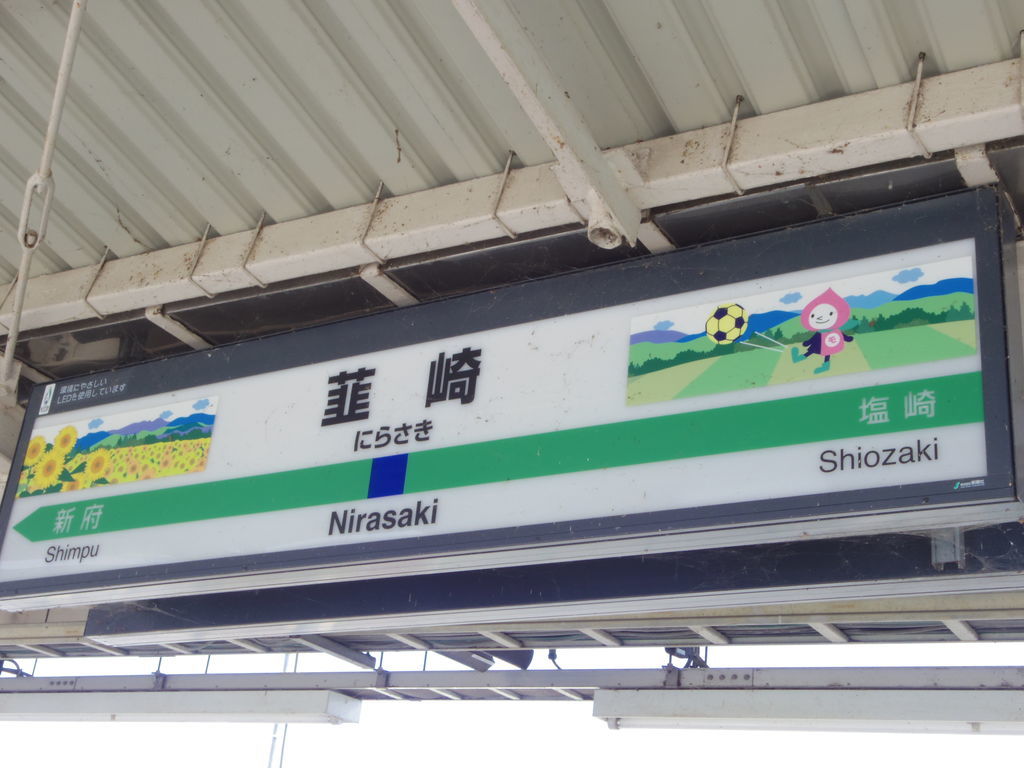 環境にやさしい
LEDを使用しています
韮崎
にらさき
Nirasaki
新府
Shimpu
塩崎
Shiozaki